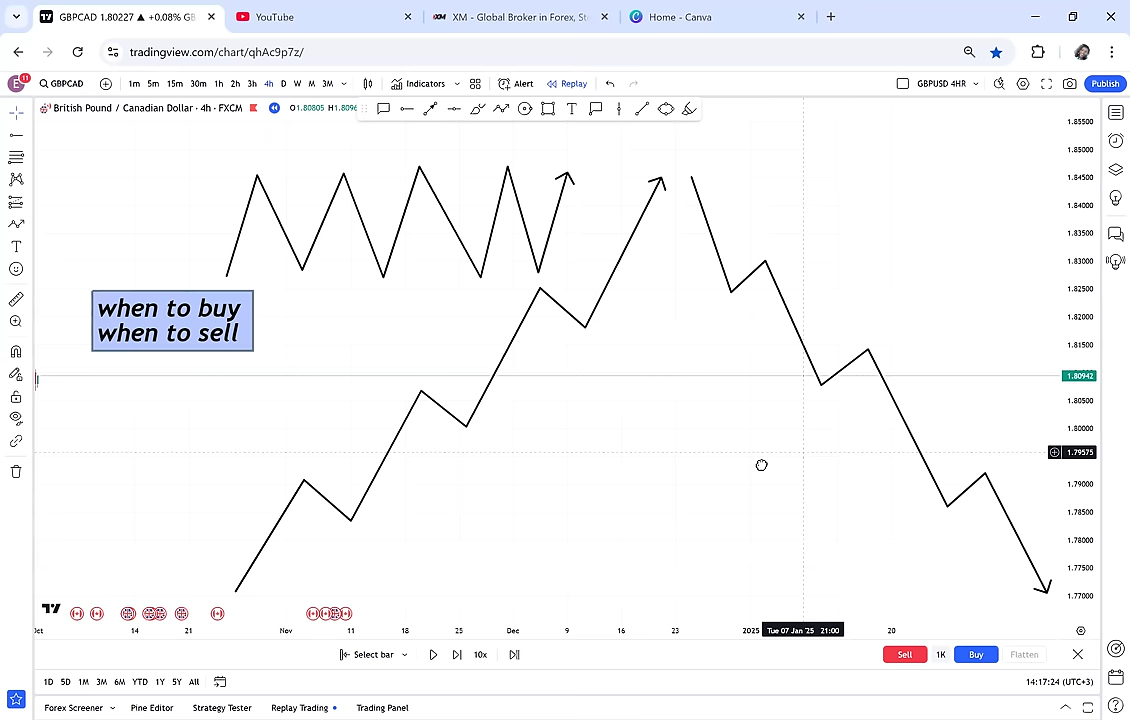 GBPCAD 1.80227 ▲ +0.08% GB
YouTube
XM - Global Broker in Forex, St
Home - Canva
tradingview.com/chart/qhAc9p7z/
E 11 GBPCAD 1m 5m 15m 30m 1h 2h 3h 4h D W M 3M Indicators Alert Replay GBPUSD 4HR Publish
British Pound / Canadian Dollar · 4h · FXCM O1.80805 H1.8096
1.85500
1.85000
1.84500
1.84000
1.83500
1.83000
1.82500
1.82000
1.81500
1.80942
1.80500
1.80000
1.79575
1.79000
1.78500
1.78000
1.77500
1.77000
when to buy
when to sell
Oct 14 21 Nov 11 18 25 Dec 9 16 23 2025 Tue 07 Jan '25 21:00 20
Select bar 10x Sell 1K Buy Flatten
1D 5D 1M 3M 6M YTD 1Y 5Y All 14:17:24 (UTC+3)
Forex Screener Pine Editor Strategy Tester Replay Trading Trading Panel